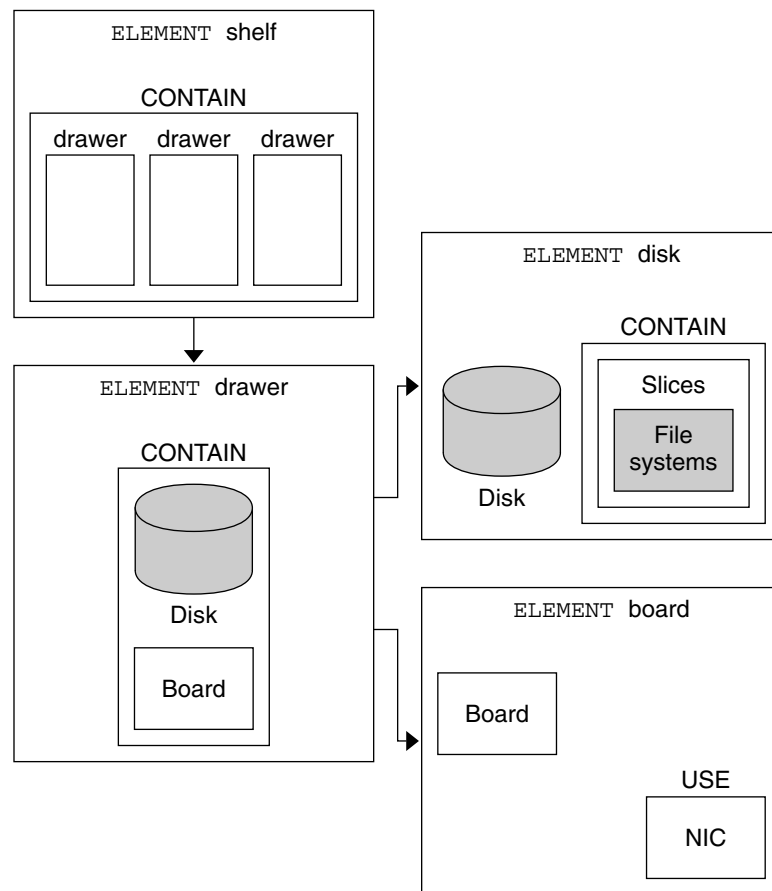 ELEMENT shelf
CONTAIN
drawer drawer drawer
ELEMENT drawer
CONTAIN
Disk
Board
ELEMENT disk
CONTAIN
Slices
File
systems
Disk
ELEMENT board
Board
USE
NIC